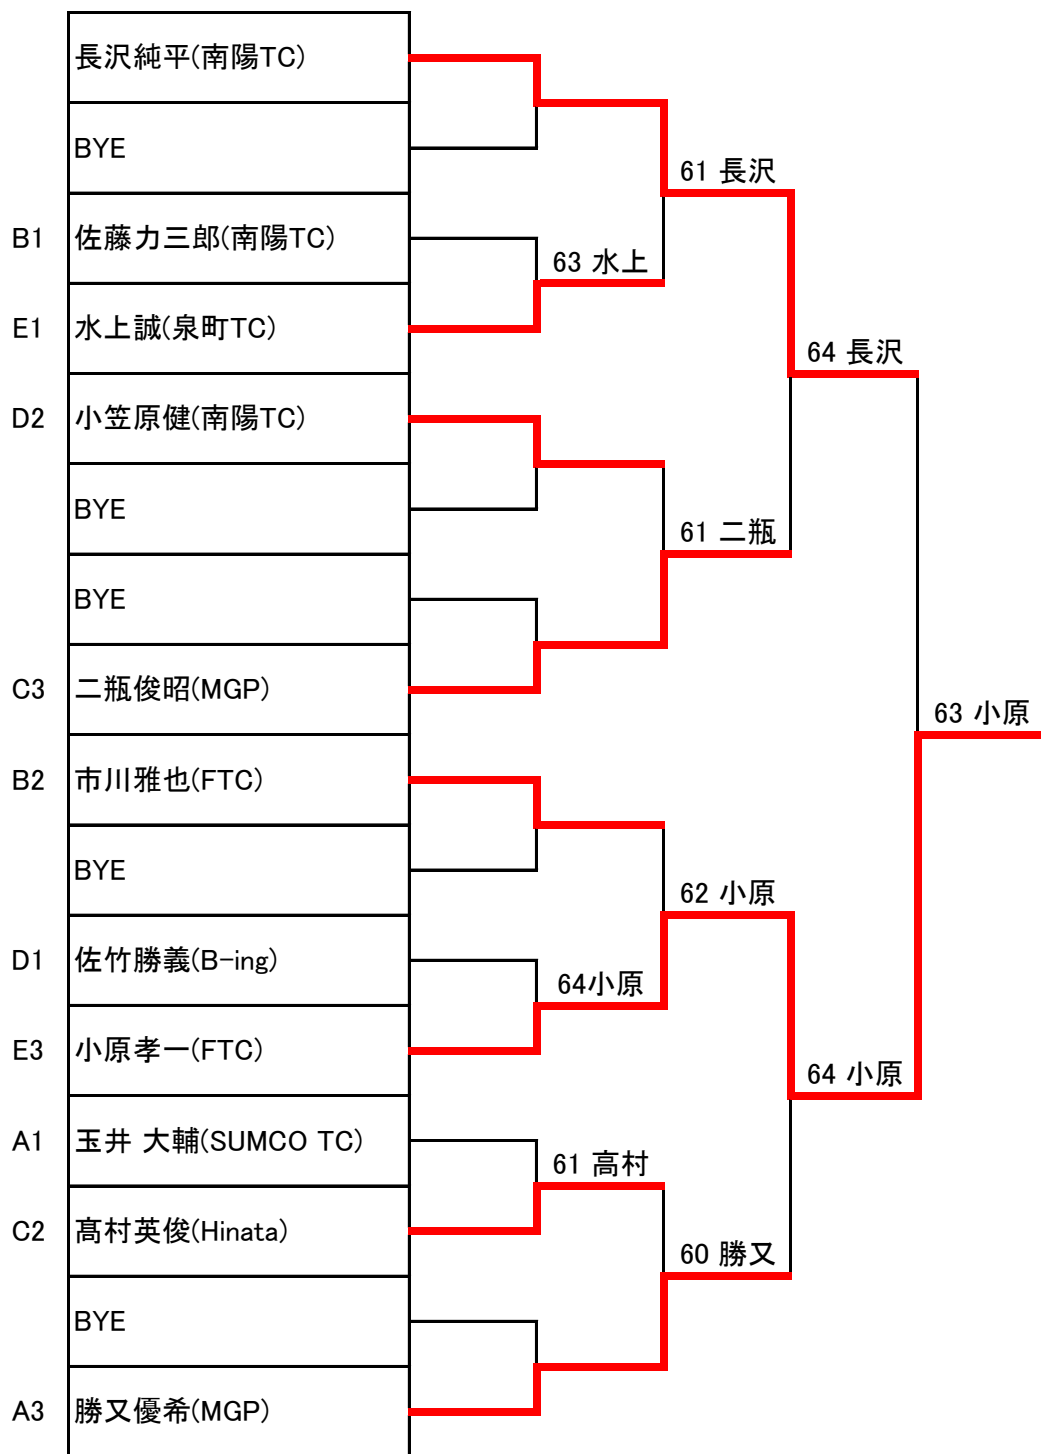 長沢純平(南陽TC)
BYE
61 長沢
B1 佐藤力三郎(南陽TC)
63 水上
E1 水上誠(泉町TC)
64 長沢
D2 小笠原健(南陽TC)
BYE
61 二瓶
BYE
C3 二瓶俊昭(MGP)
63 小原
B2 市川雅也(FTC)
BYE
62 小原
D1 佐竹勝義(B-ing)
64小原
E3 小原孝一(FTC)
64 小原
A1 玉井 大輔(SUMCO TC)
61 高村
C2 髙村英俊(Hinata)
60 勝又
BYE
A3 勝又優希(MGP)